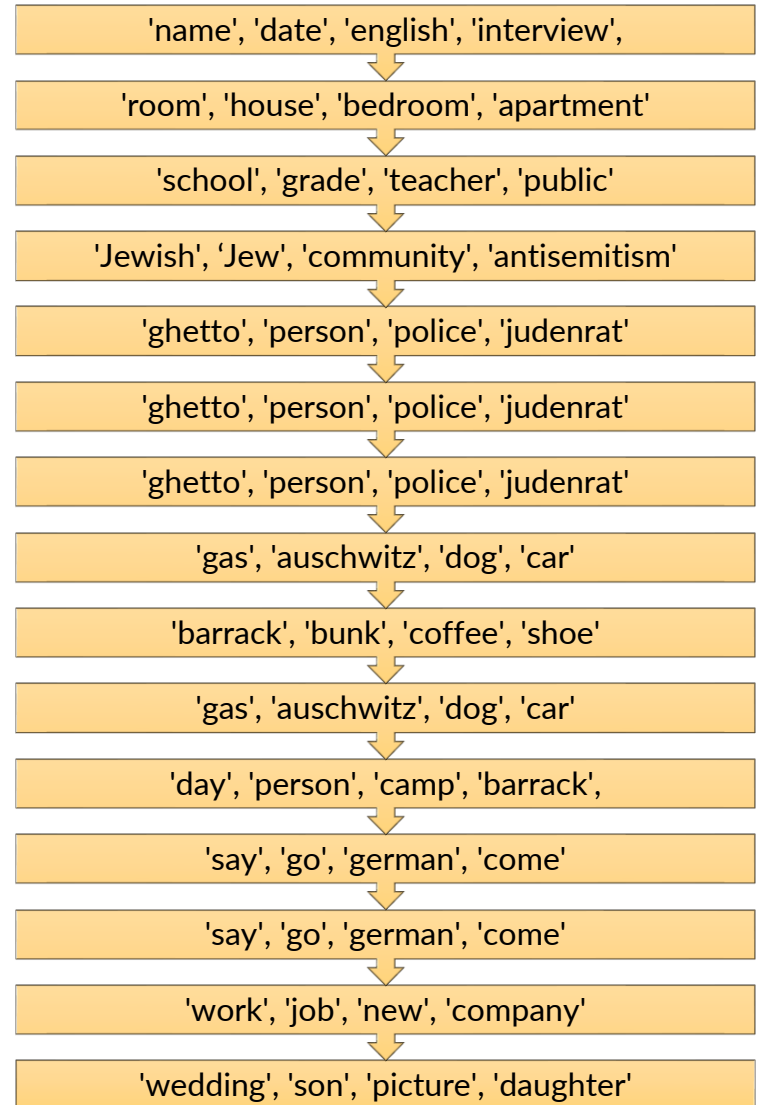 'name', 'date', 'english', 'interview',
'room', 'house', 'bedroom', 'apartment'
'school', 'grade', 'teacher', 'public'
'Jewish', ‘Jew', 'community', 'antisemitism'
'ghetto', 'person', 'police', 'judenrat'
'ghetto', 'person', 'police', 'judenrat'
'ghetto', 'person', 'police', 'judenrat'
'gas', 'auschwitz', 'dog', 'car'
'barrack', 'bunk', 'coffee', 'shoe'
'gas', 'auschwitz', 'dog', 'car'
'day', 'person', 'camp', 'barrack',
'say', 'go', 'german', 'come'
'say', 'go', 'german', 'come'
'work', 'job', 'new', 'company'
'wedding', 'son', 'picture', 'daughter'